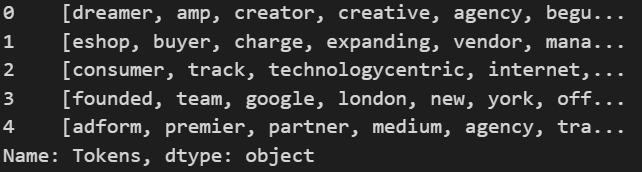 0 [dreamer, amp, creator, creative, agency, begu...
1 [eshop, buyer, charge, expanding, vendor, mana...
2 [consumer, track, technologycentric, internet,...
3 [founded, team, google, london, new, york, off...
4 [adform, premier, partner, medium, agency, tra...
Name: Tokens, dtype: object